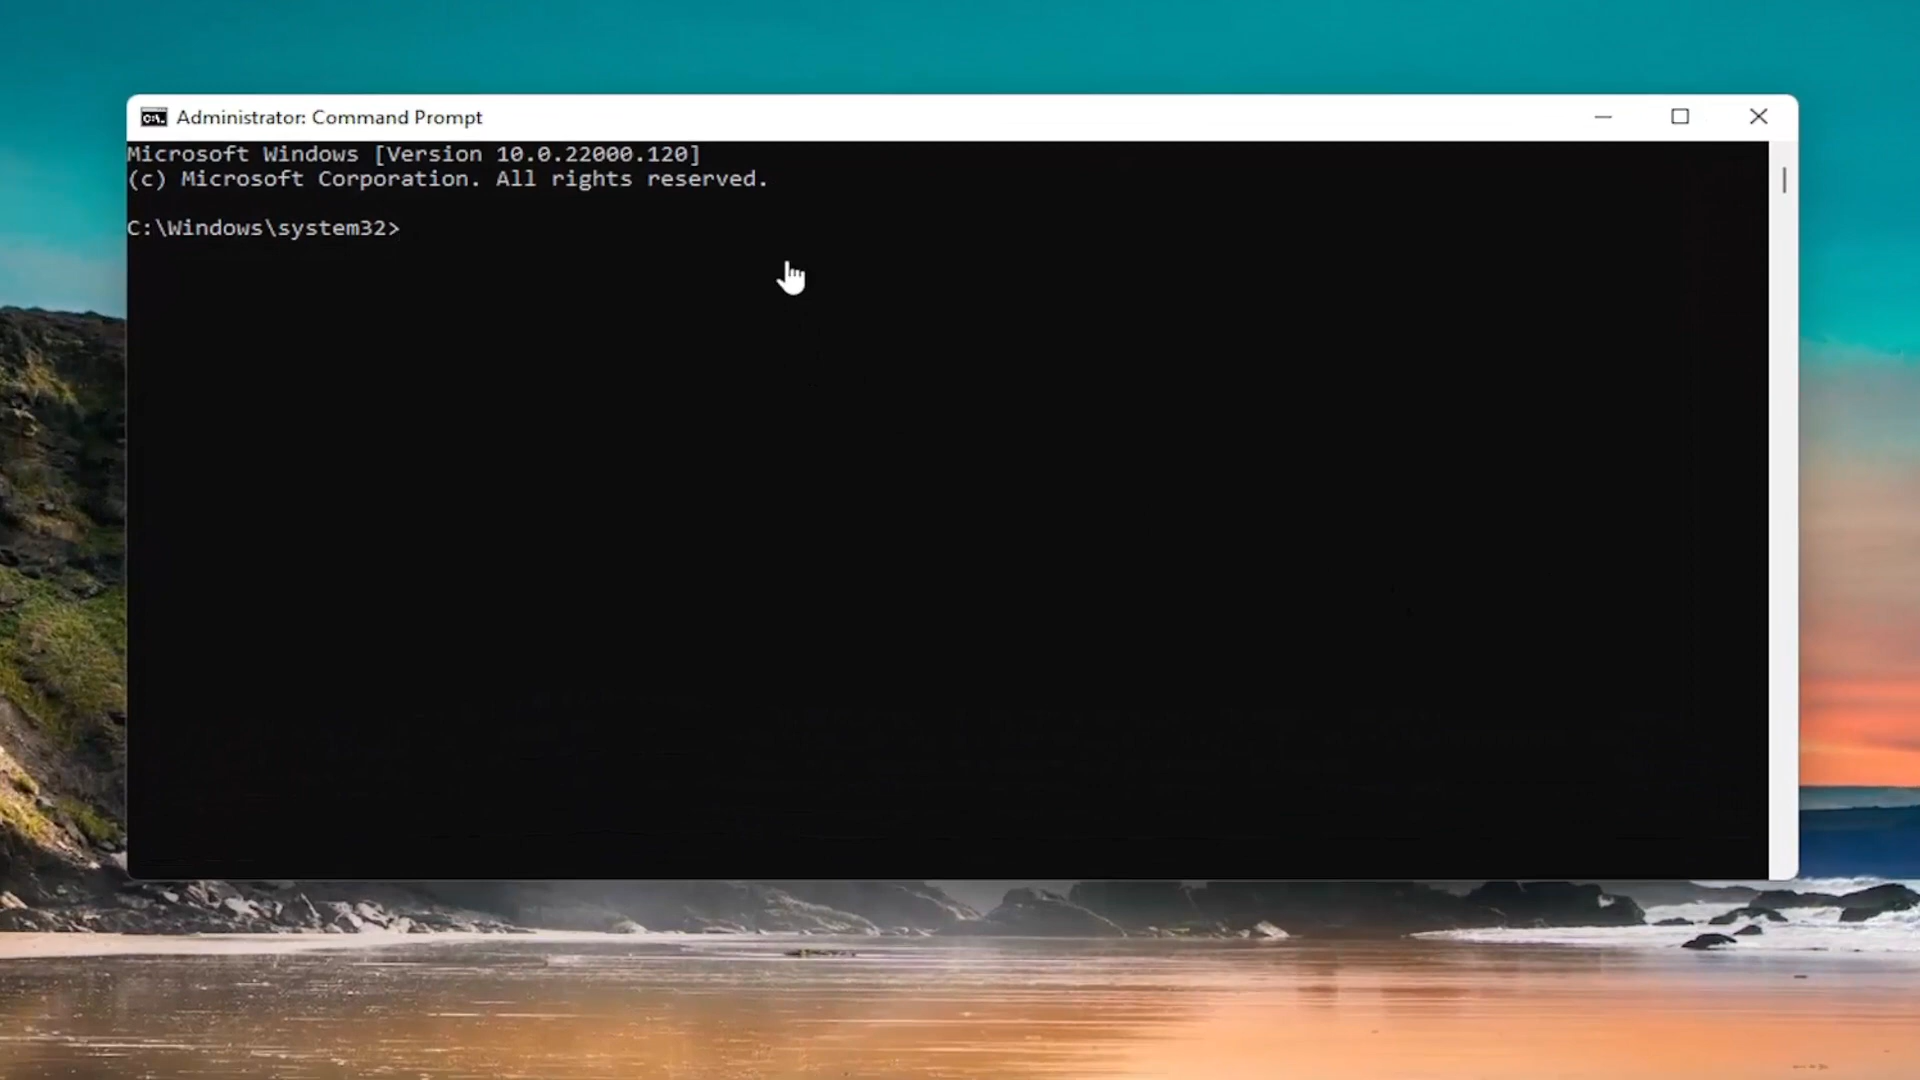 Administrator: Command Prompt
Microsoft Windows [Version 10.0.22000.120]
(c) Microsoft Corporation. All rights reserved.
C:\Windows\system32>